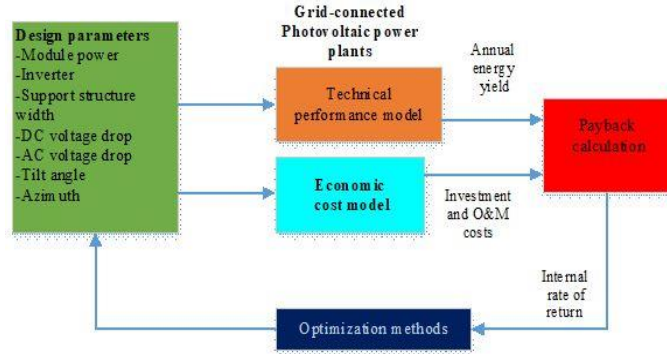 Grid-connected
Photovoltaic power
plants
Design parameters
-Module power
-Inverter
-Support structure
width
-DC voltage drop
-AC voltage drop
-Tilt angle
-Azimuth
Technical
performance model
Annual
energy
yield
Economic
cost model
Investment
and O&M
costs
Payback
calculation
Internal
rate of
return
Optimization methods